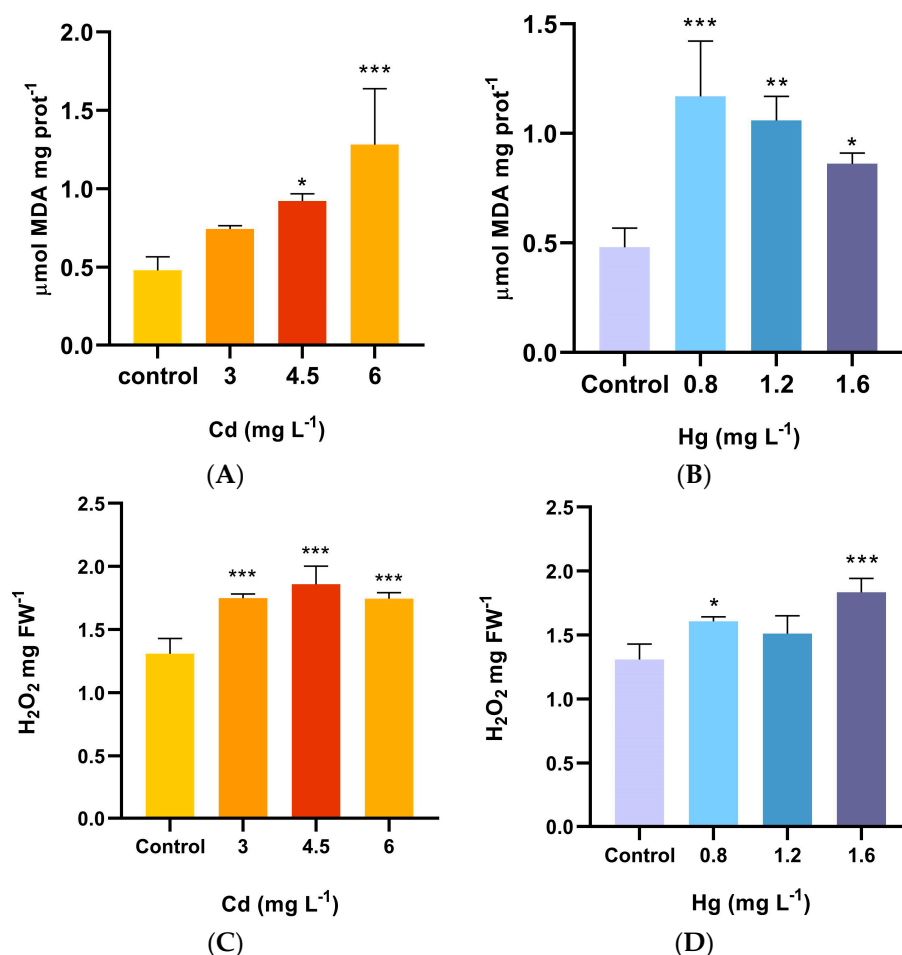 2.0
1.5
1.0
0.5
0.0
μmol MDA mg prot⁻¹
*
***
control 3 4.5 6
Cd (mg L⁻¹)
(A)
1.5
1.0
0.5
0.0
μmol MDA mg prot⁻¹
***
**
*
Control 0.8 1.2 1.6
Hg (mg L⁻¹)
(B)
2.5
2.0
1.5
1.0
0.5
0.0
H₂O₂ mg FW⁻¹
***
***
***
Control 3 4.5 6
Cd (mg L⁻¹)
(C)
2.5
2.0
1.5
1.0
0.5
0.0
H₂O₂ mg FW⁻¹
*
***
Control 0.8 1.2 1.6
Hg (mg L⁻¹)
(D)